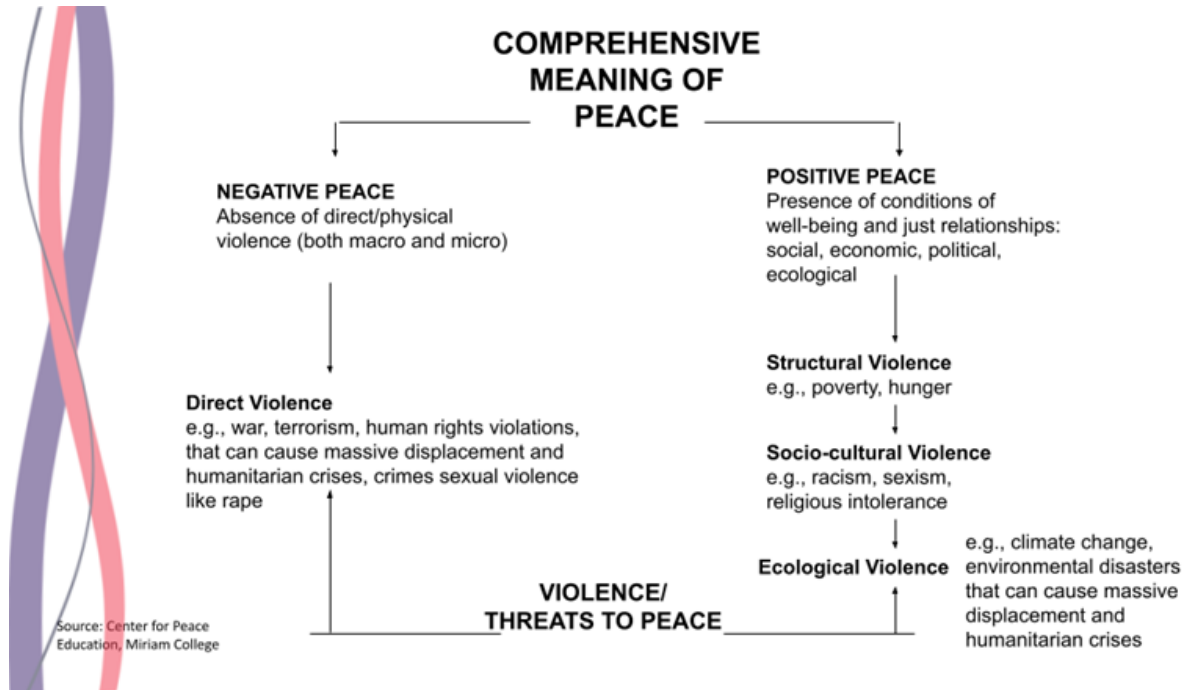 COMPREHENSIVE
MEANING OF
PEACE
NEGATIVE PEACE
Absence of direct/physical
violence (both macro and micro)
Direct Violence
e.g., war, terrorism, human rights violations,
that can cause massive displacement and
humanitarian crises, crimes sexual violence
like rape
POSITIVE PEACE
Presence of conditions of
well-being and just relationships:
social, economic, political,
ecological
Structural Violence
e.g., poverty, hunger
Socio-cultural Violence
e.g., racism, sexism,
religious intolerance
Ecological Violence
e.g., climate change,
environmental disasters
that can cause massive
displacement and
humanitarian crises
VIOLENCE/
THREATS TO PEACE
Source: Center for Peace
Education, Miriam College